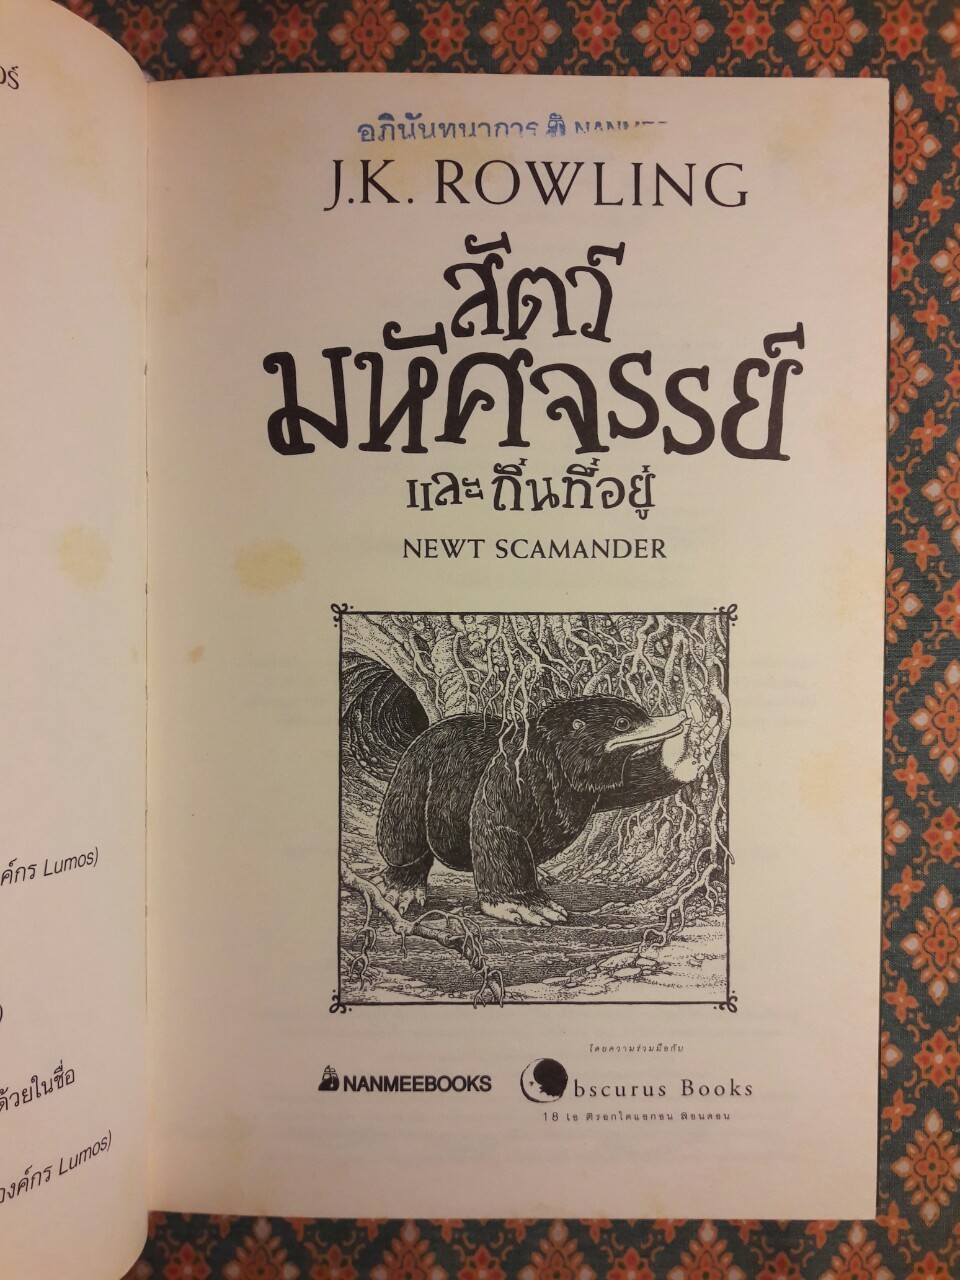 อภินันทนาการ
J.K. ROWLING
สัตว์
มหัศจรรย์
และถิ่นที่อยู่
NEWT SCAMANDER
โดยความร่วมมือกับ
NANMEEBOOKS
Obscurus Books
18 เอ ตรอกไดแอกอน ลอนดอน
องค์กร Lumos)
ด้วยในชื่อ
องค์กร Lumos)